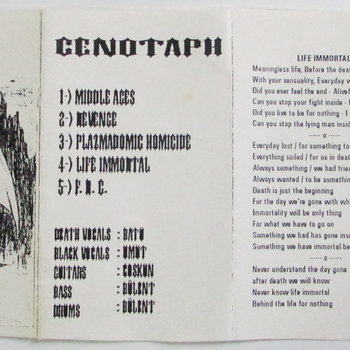 CENOTAPH
1-) MIDDLE AGES
2-) REVENGE
3-) PLAZMADOMIC HOMICIDE
4-) LIFE IMMORTAL
5-) F. N. C.
DEATH VOCALS : BATU
BLACK VOCALS : UMUT
GUITARS : COSKUN
BASS : BÜLENT
DRUMS : BÜLENT
LIFE IMMORTAL
Meaningless life, Before the dea
With your sensuality, Everyday w
Did you ever feel the end - Alive f
Can you stop your fight inside - I
Did you live to be for nothing - I
Can you stop the lying man insid
------ o ------
Everyday lost / for something to
Everything soiled / for us in deat
Always something / we had tried
Always wanted / to be something
Death is just the beginning
For the day we're gone with wh
Immortality will be only thing
For what we have to go on
Something we had has gone insi
Something we have immortal be
------ o ------
Never understand the day gone
after death we will know
Never know life immortal
Behind the life for nothing